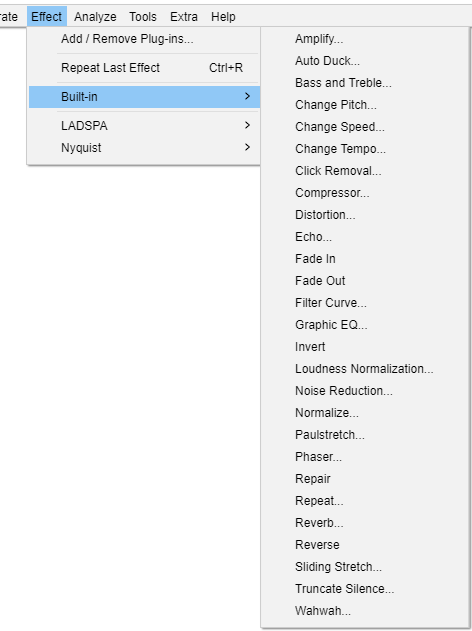 rate Effect Analyze Tools Extra Help
Add / Remove Plug-ins...
Repeat Last Effect Ctrl+R
Built-in >
LADSPA >
Nyquist >
Amplify...
Auto Duck...
Bass and Treble...
Change Pitch...
Change Speed...
Change Tempo...
Click Removal...
Compressor...
Distortion...
Echo...
Fade In
Fade Out
Filter Curve...
Graphic EQ...
Invert
Loudness Normalization...
Noise Reduction...
Normalize...
Paulstretch...
Phaser...
Repair
Repeat...
Reverb...
Reverse
Sliding Stretch...
Truncate Silence...
Wahwah...